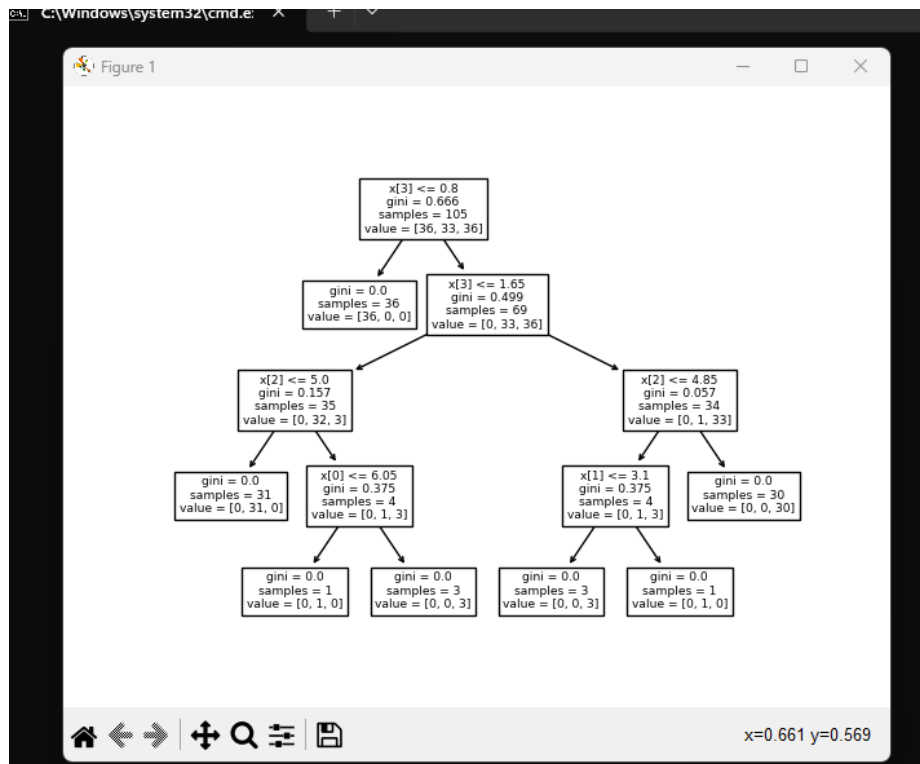 C:\Windows\system32\cmd.e:
Figure 1
x[3] <= 0.8
gini = 0.666
samples = 105
value = [36, 33, 36]
gini = 0.0
samples = 36
value = [36, 0, 0]
x[3] <= 1.65
gini = 0.499
samples = 69
value = [0, 33, 36]
x[2] <= 5.0
gini = 0.157
samples = 35
value = [0, 32, 3]
x[2] <= 4.85
gini = 0.057
samples = 34
value = [0, 1, 33]
gini = 0.0
samples = 31
value = [0, 31, 0]
x[0] <= 6.05
gini = 0.375
samples = 4
value = [0, 1, 3]
x[1] <= 3.1
gini = 0.375
samples = 4
value = [0, 1, 3]
gini = 0.0
samples = 30
value = [0, 0, 30]
gini = 0.0
samples = 1
value = [0, 1, 0]
gini = 0.0
samples = 3
value = [0, 0, 3]
gini = 0.0
samples = 3
value = [0, 0, 3]
gini = 0.0
samples = 1
value = [0, 1, 0]
x=0.661 y=0.569